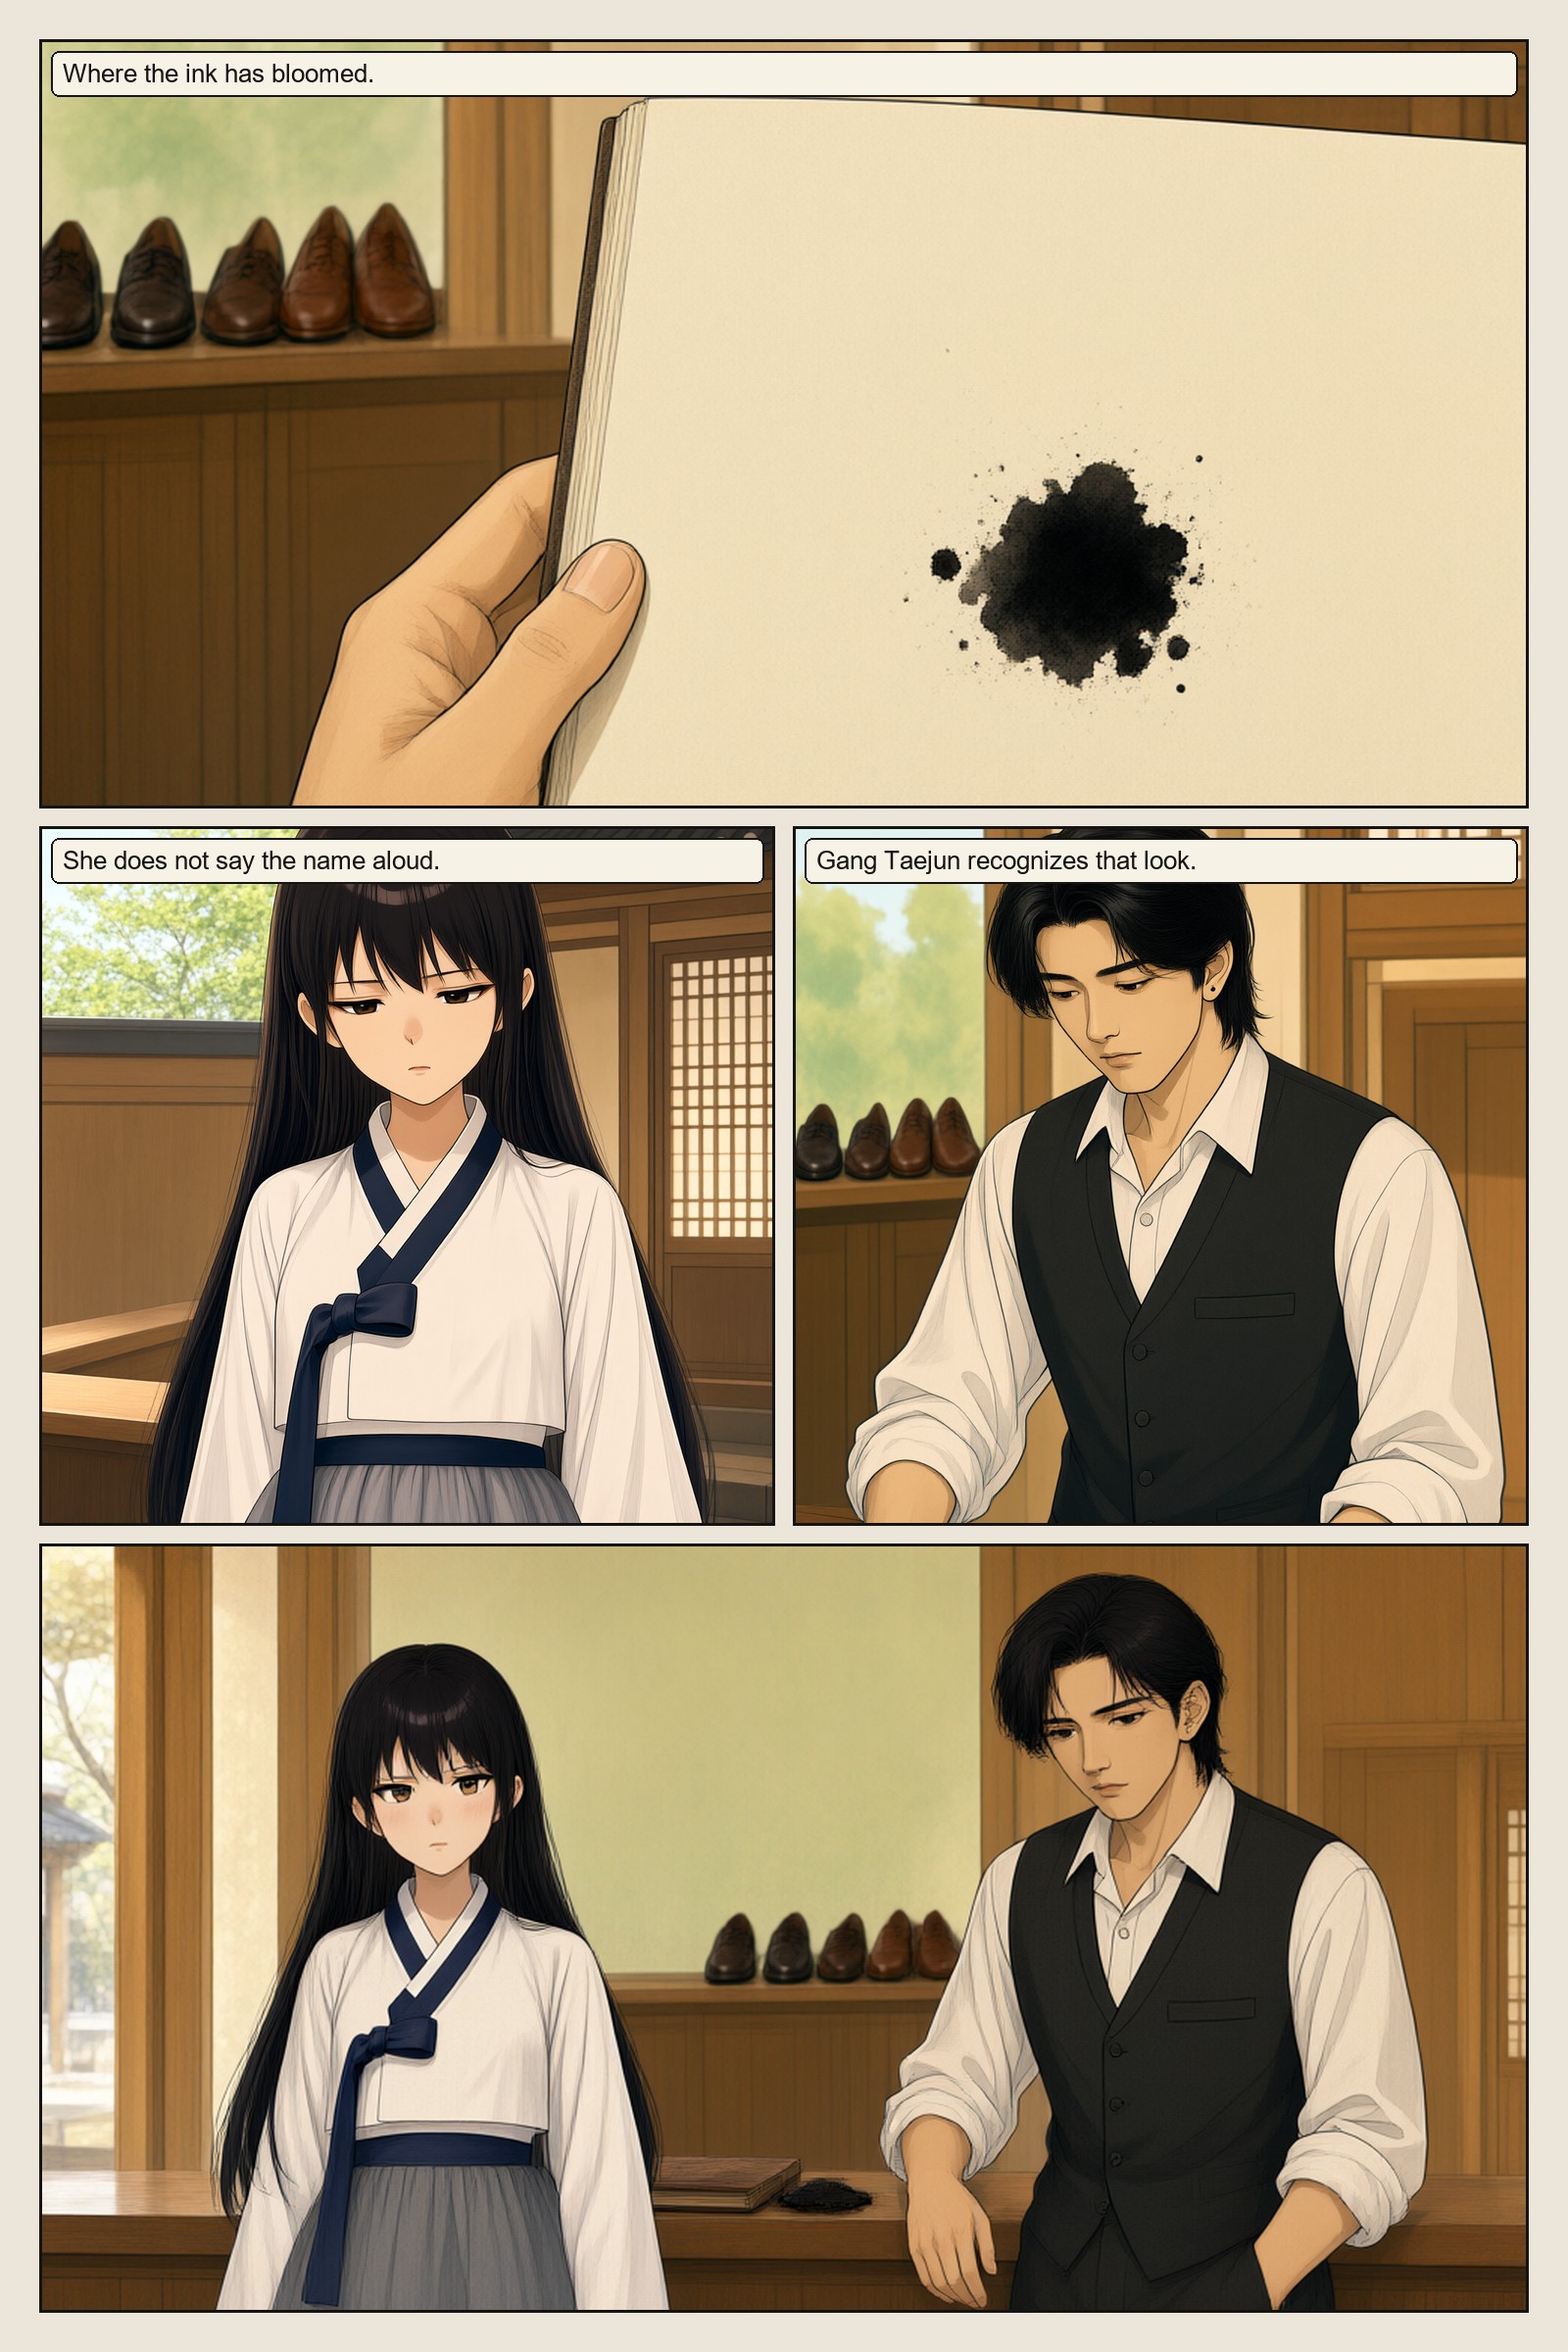 Where the ink has bloomed.
She does not say the name aloud.
Gang Taejun recognizes that look.